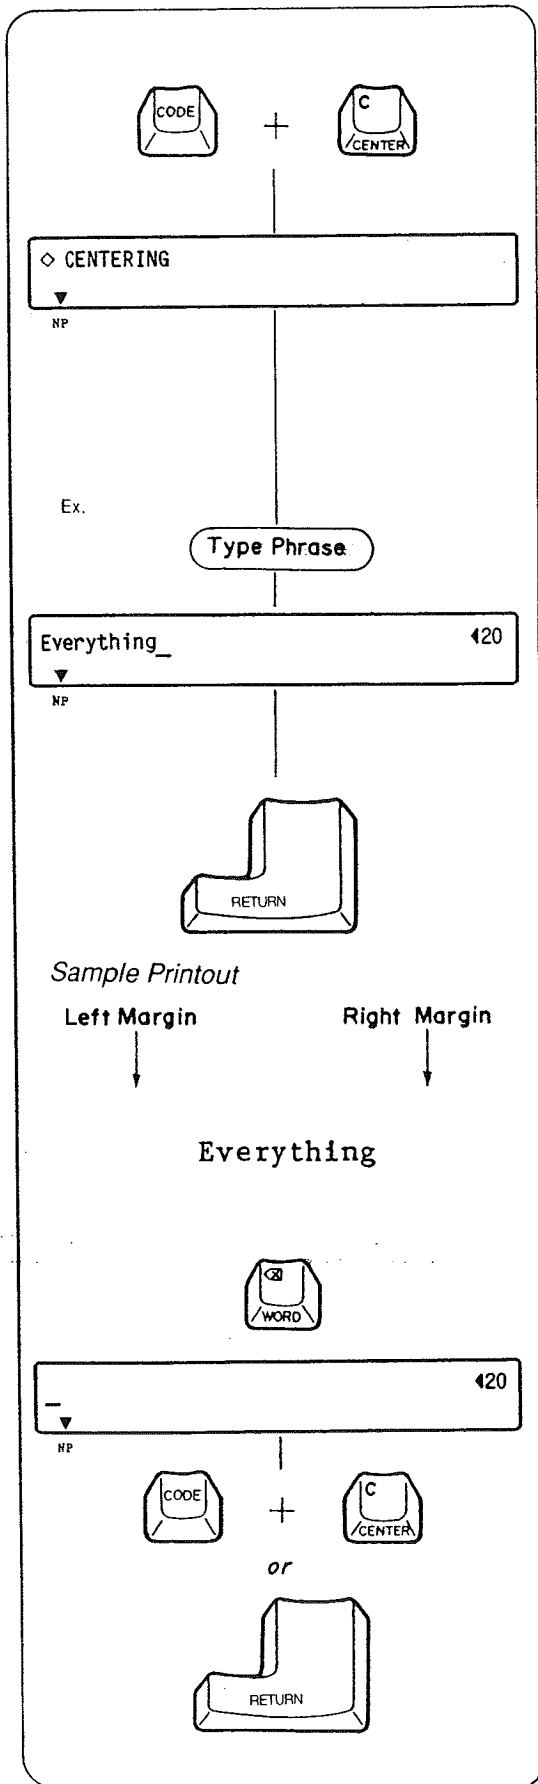 CODE + C CENTER
◇ CENTERING
▼
NP
Ex.
Type Phrase
Everything_ ◀20
▼
NP
RETURN
Sample Printout
Left Margin Right Margin
Everything
⌫ WORD
◀20
_
▼
NP
CODE + C CENTER
or
RETURN